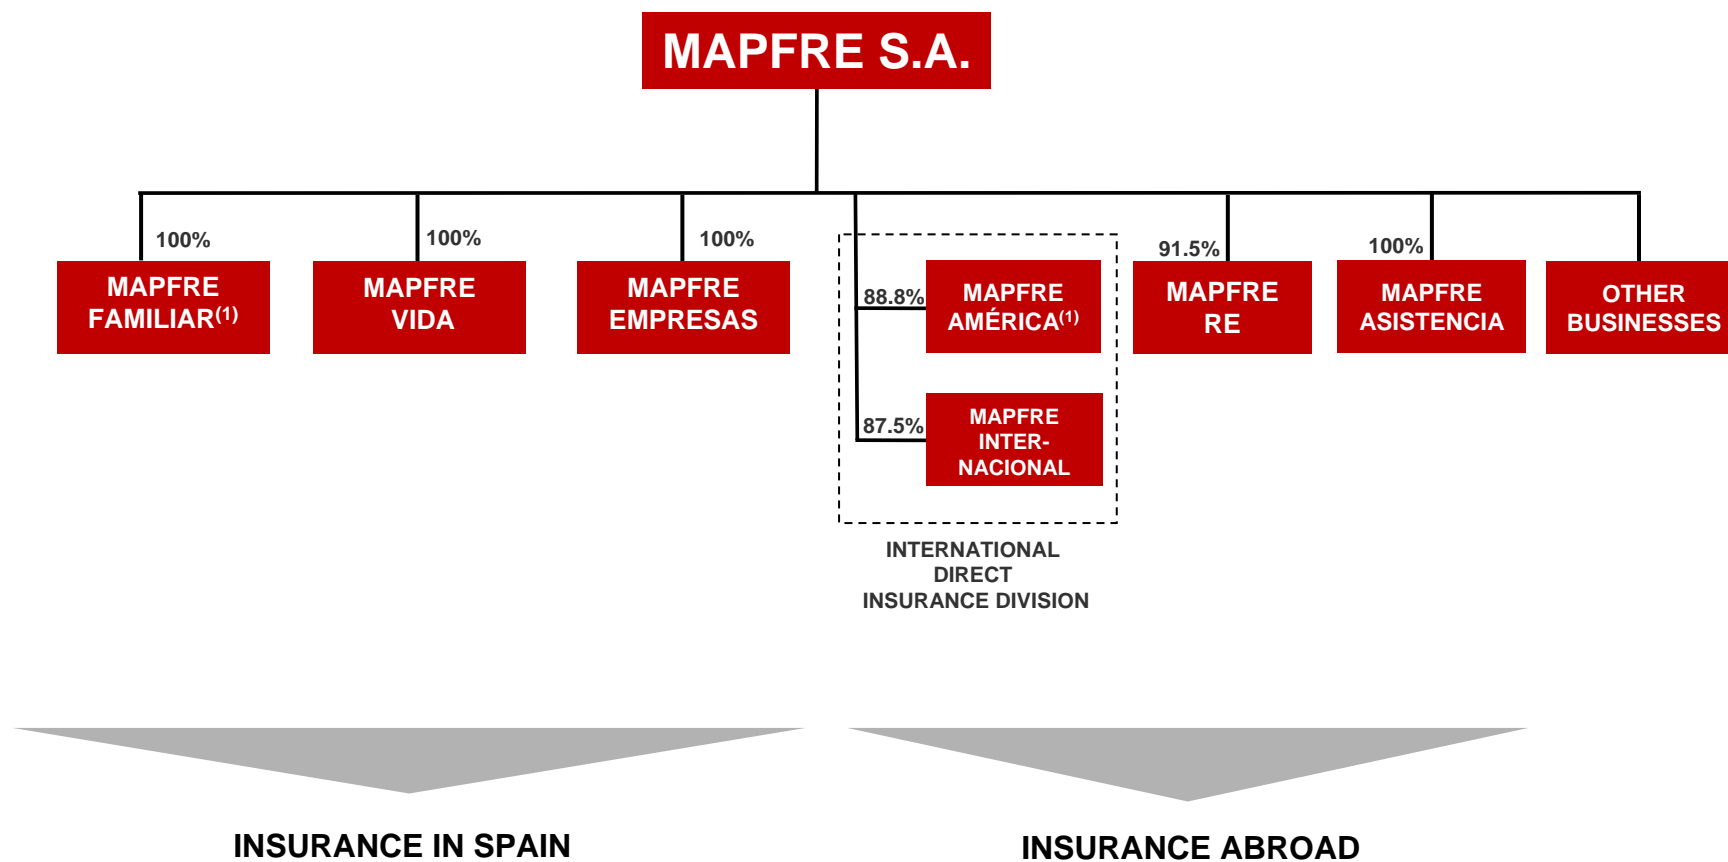 MAPFRE S.A.
100%
MAPFRE
FAMILIAR(1)
100%
MAPFRE
VIDA
100%
MAPFRE
EMPRESAS
88.8%
MAPFRE
AMÉRICA(1)
87.5%
MAPFRE
INTER-
NACIONAL
INTERNATIONAL
DIRECT
INSURANCE DIVISION
91.5%
MAPFRE
RE
100%
MAPFRE
ASISTENCIA
OTHER
BUSINESSES
INSURANCE IN SPAIN
INSURANCE ABROAD